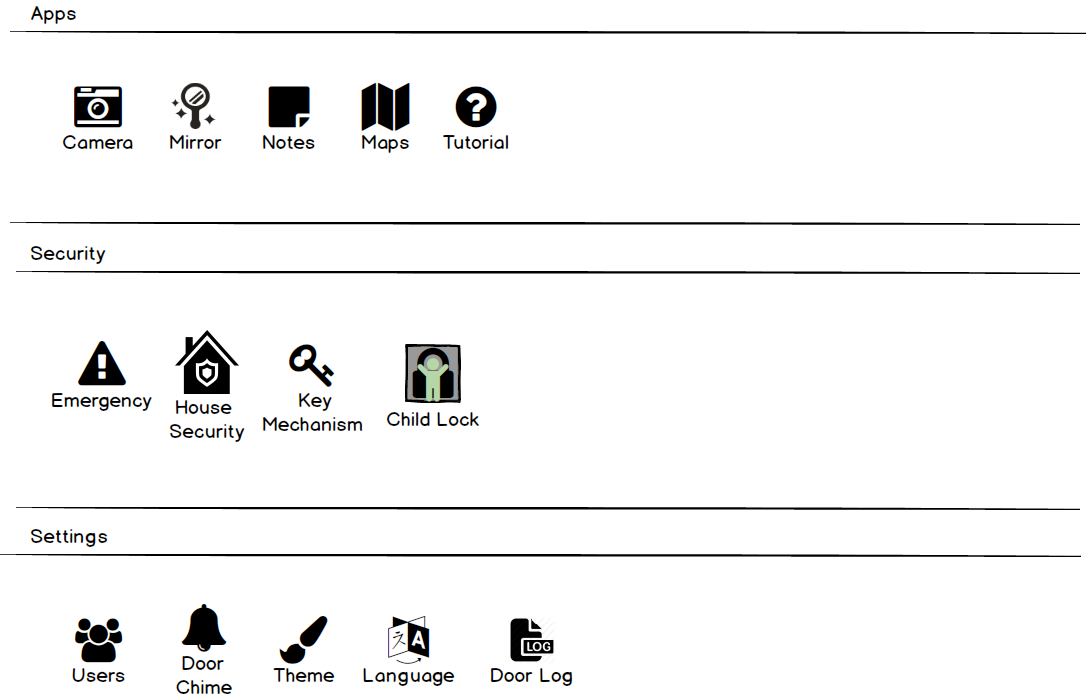 Apps
Camera
Mirror
Notes
Maps
Tutorial
Security
Emergency
House
Security
Key
Mechanism
Child Lock
Settings
Users
Door
Chime
Theme
Language
A
LOG
Door Log